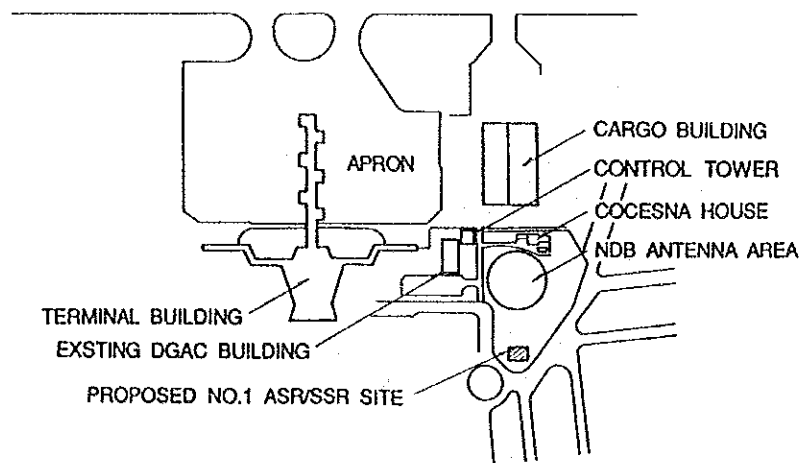 CARGO BUILDING
APRON
CONTROL TOWER
COCESNA HOUSE
NDB ANTENNA AREA
TERMINAL BUILDING
EXSTING DGAC BUILDING
PROPOSED NO.1 ASR/SSR SITE